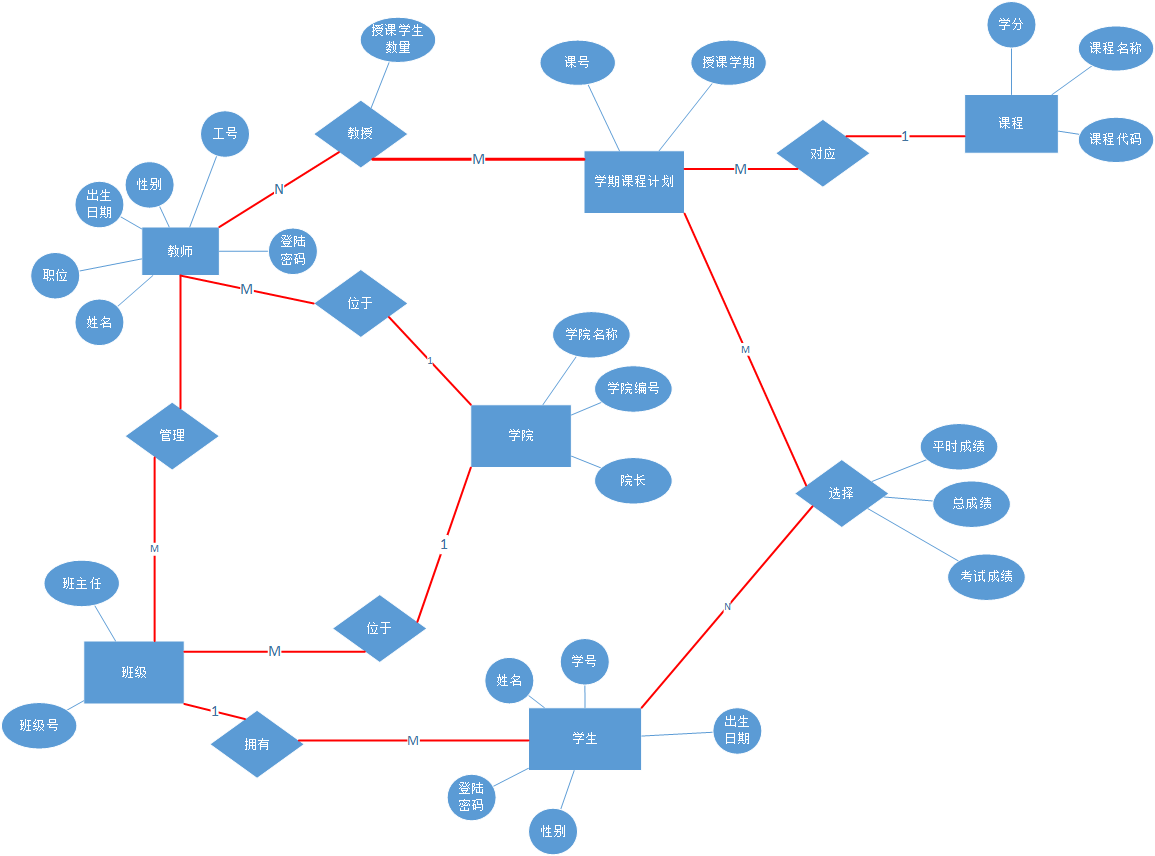 学分
授课学生
数量
课程名称
课号
授课学期
课程
工号
教授
1
课程代码
对应
M
M
学期课程计划
性别
N
出生
日期
登陆
密码
教师
职位
M
位于
姓名
学院名称
M
1
学院编号
管理
学院
平时成绩
院长
选择
总成绩
1
M
考试成绩
班主任
N
位于
M
学号
班级
姓名
1
班级号
出生
日期
M
学生
拥有
登陆
密码
性别